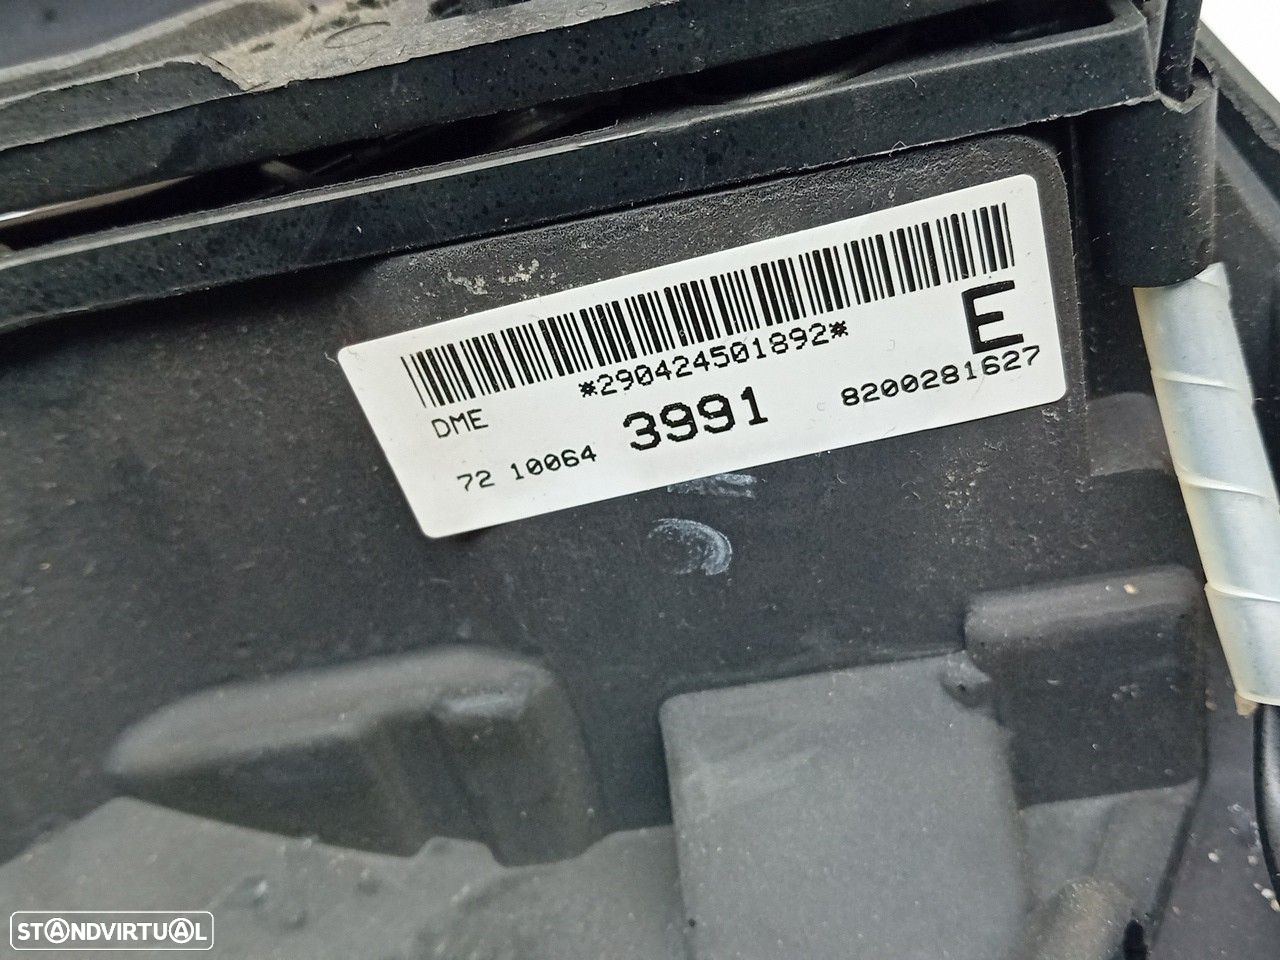 *290424501892*
E
DME
3991
8200281627
72 10064
STANDVIRTUAL